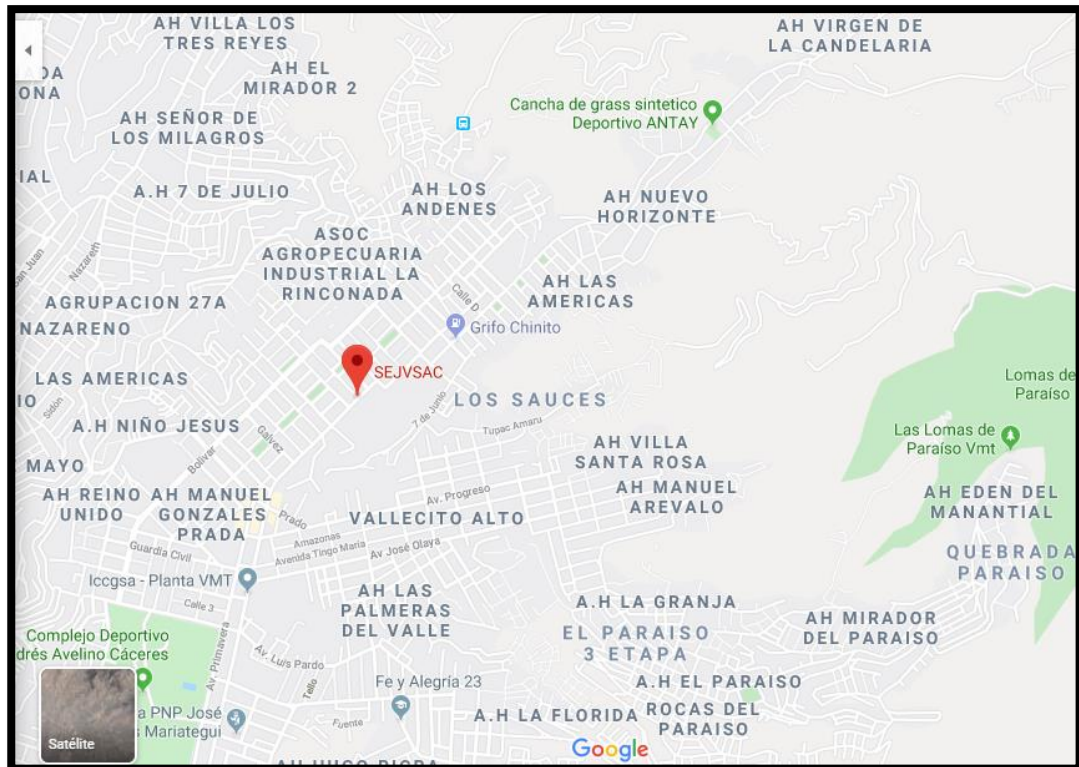 AH VILLA LOS
TRES REYES
AH VIRGEN DE
LA CANDELARIA
AH EL
MIRADOR 2
ONA
Cancha de grass sintetico
Deportivo ANTAY
AH SEÑOR DE
LOS MILAGROS
IAL
A.H 7 DE JULIO
AH LOS
ANDENES
AH NUEVO
HORIZONTE
ASOC
AGROPECUARIA
INDUSTRIAL LA
RINCONADA
Nazareth
an Juan
AH LAS
AMERICAS
Calle D
AGRUPACION 27A
NAZARENO
Grifo Chinito
SEJVSAC
LAS AMERICAS
Lomas de
Paraíso
IO
Sidón
LOS SAUCES
7 de Junio
Tupac Amaru
A.H NIÑO JESUS
Galvez
Bolivar
Las Lomas de
Paraíso Vmt
AH VILLA
SANTA ROSA
MAYO
AH REINO
UNIDO
AH MANUEL
GONZALES
PRADA
AH MANUEL
AREVALO
AH EDEN DEL
MANANTIAL
Av. Progreso
VALLECITO ALTO
Prado
Amazonas
Avenida Tingo Maria
Av José Olaya
Guardia Civil
QUEBRADA
PARAISO
Iccgsa - Planta VMT
Calle 3
AH LAS
PALMERAS
DEL VALLE
A.H LA GRANJA
AH MIRADOR
DEL PARAISO
EL PARAISO
3 ETAPA
Complejo Deportivo
drés Avelino Cáceres
Av. Primavera
Av. Luis Pardo
Tello
Fe y Alegría 23
A.H EL PARAISO
a PNP José
s Mariategui
Fuente
A.H LA FLORIDA
ROCAS DEL
PARAISO
Satélite
Google